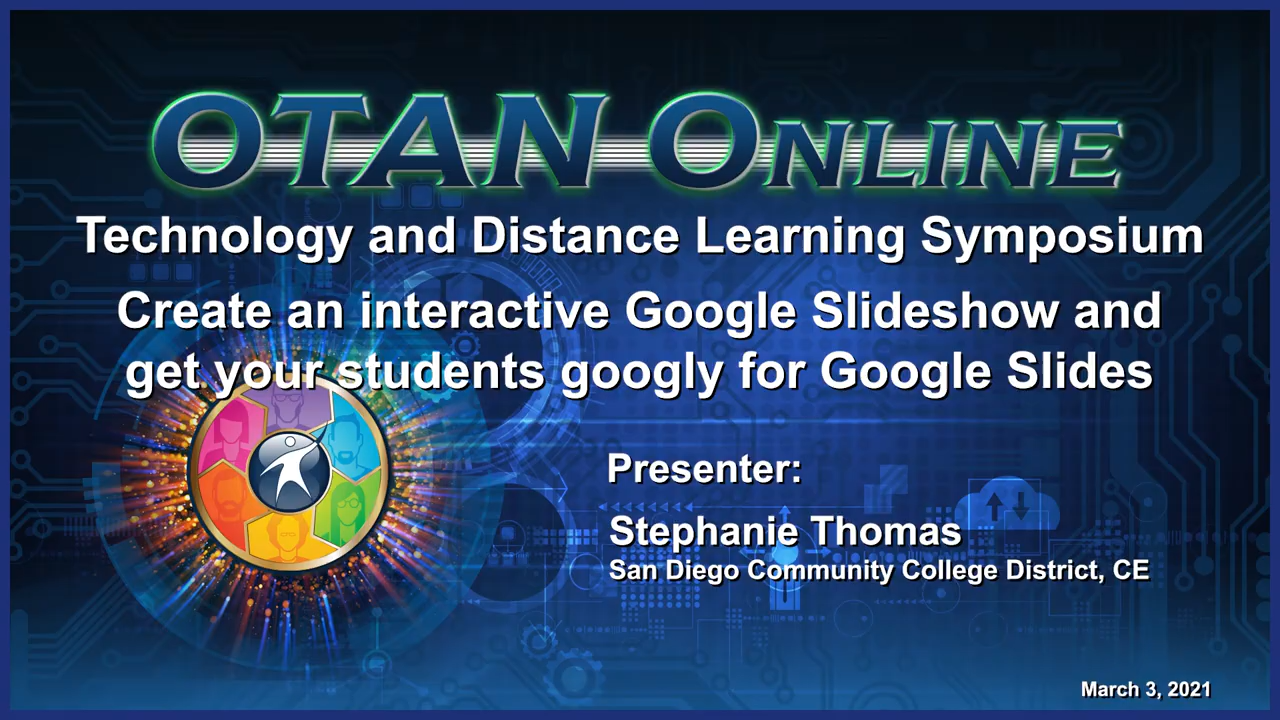 OTAN ONLINE
Technology and Distance Learning Symposium
Create an interactive Google Slideshow and
get your students googly for Google Slides
Presenter:
Stephanie Thomas
San Diego Community College District, CE
March 3, 2021